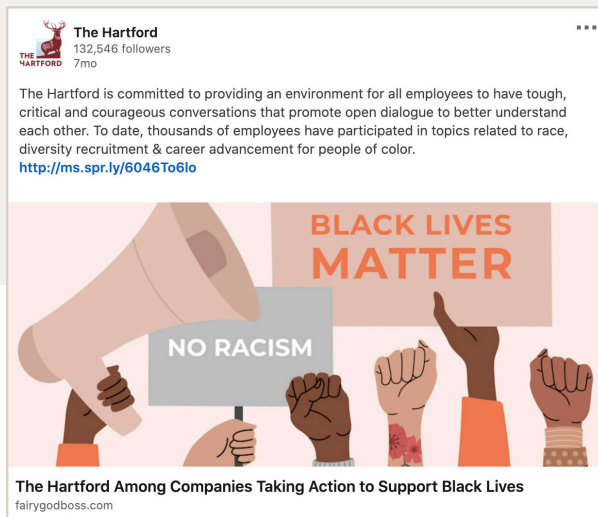 The Hartford
132,546 followers
7mo
THE
HARTFORD
The Hartford is committed to providing an environment for all employees to have tough,
critical and courageous conversations that promote open dialogue to better understand
each other. To date, thousands of employees have participated in topics related to race,
diversity recruitment & career advancement for people of color.
http://ms.spr.ly/6046To6lo
BLACK LIVES
MATTER
NO RACISM
The Hartford Among Companies Taking Action to Support Black Lives
fairygodboss.com